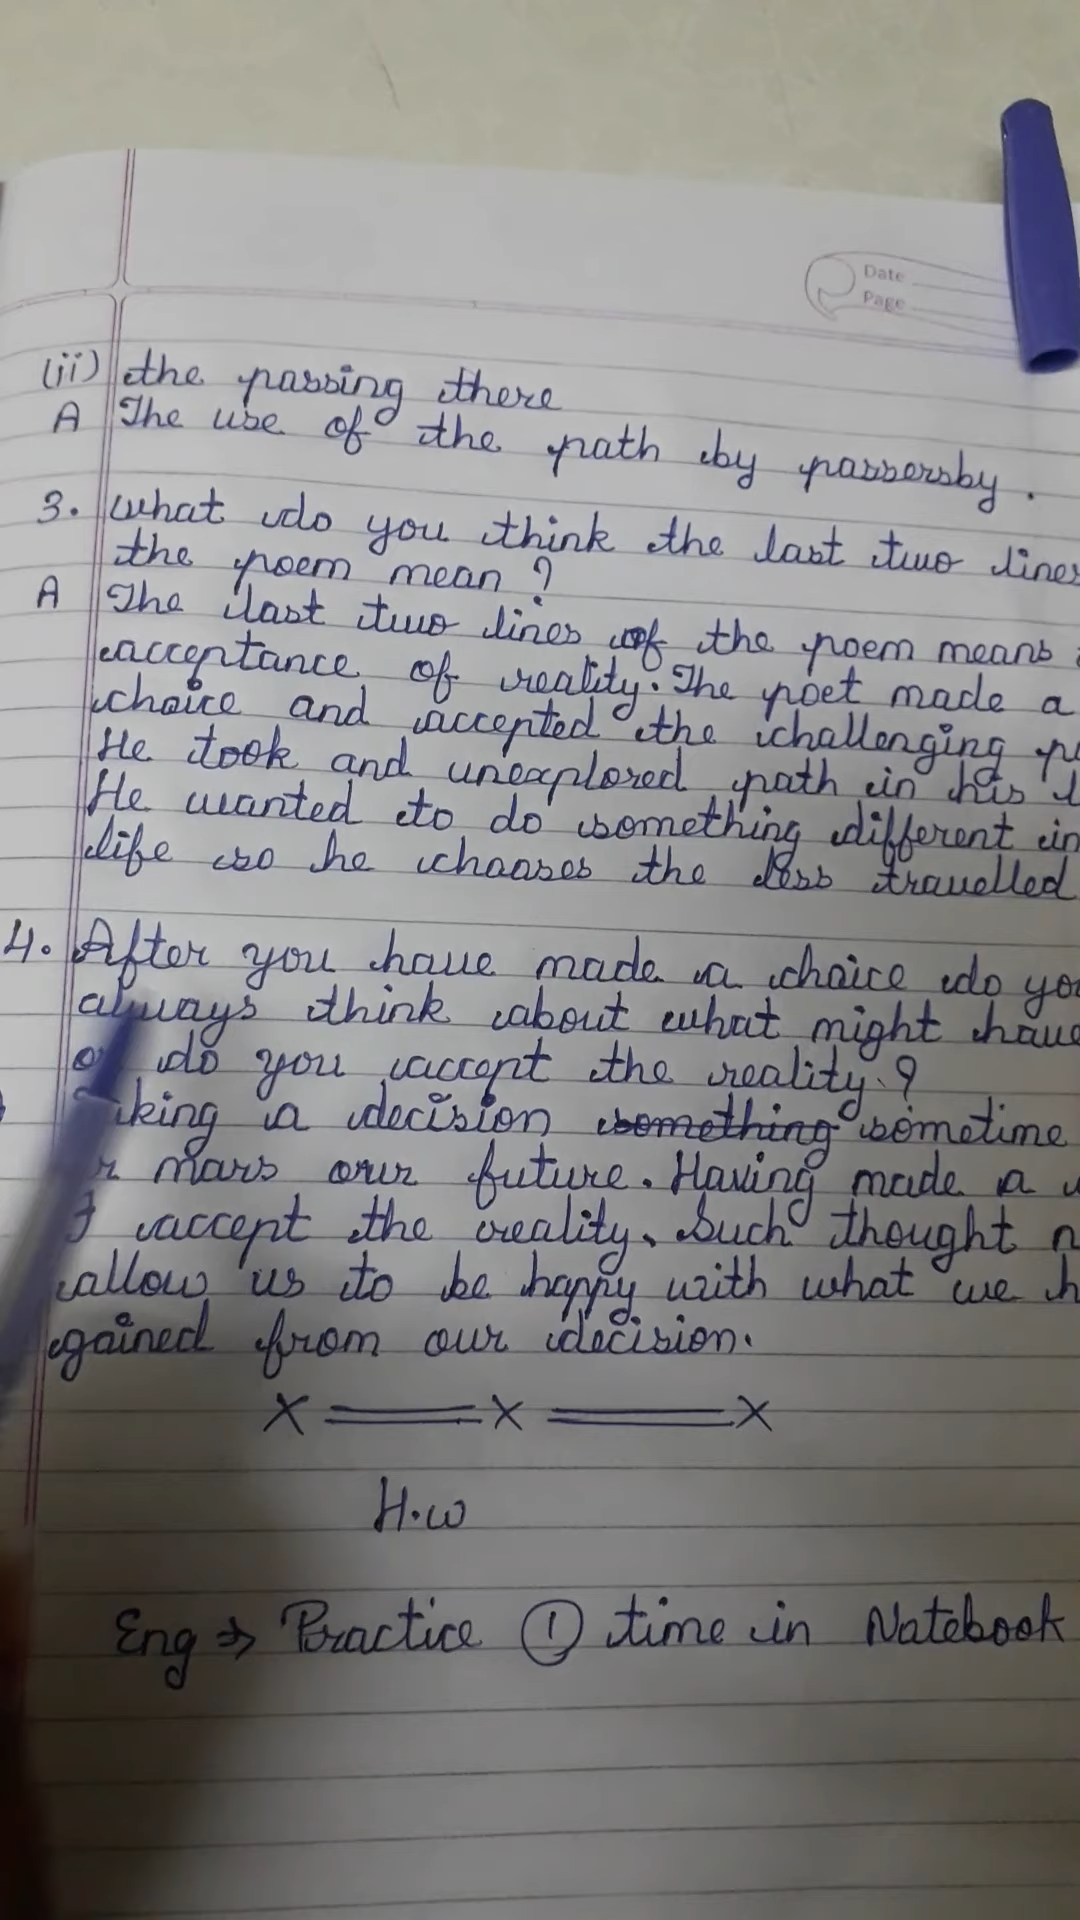 Date
Page
(ii) the passing there
A The use of the path by passersby.
3. What do you think the last two lines
the poem mean?
A The last two lines of the poem means
acceptance of reality. The poet made a
choice and accepted the challenging
He took and unexplored path in his
He wanted to do something different in
life so he chooses the less travelled
4. After you have made a choice do you
always think about what might have
or do you accept the reality.?
a decision something sometime
mars our future. Having made a
I accept the reality. Such thought
allow us to be happy with what we
gained from our decision.
X == X == X
H.w
Eng ⇒ Practice ① time in Notebook